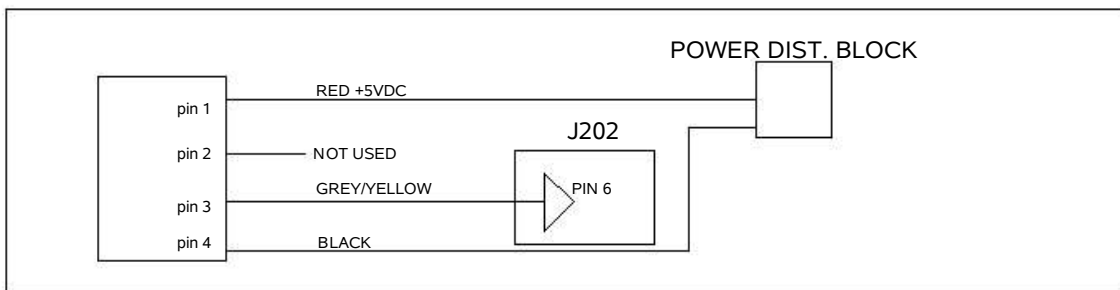 POWER DIST. BLOCK
RED +5VDC
pin 1
J202
pin 2
NOT USED
GREY/YELLOW
PIN 6
pin 3
pin 4
BLACK